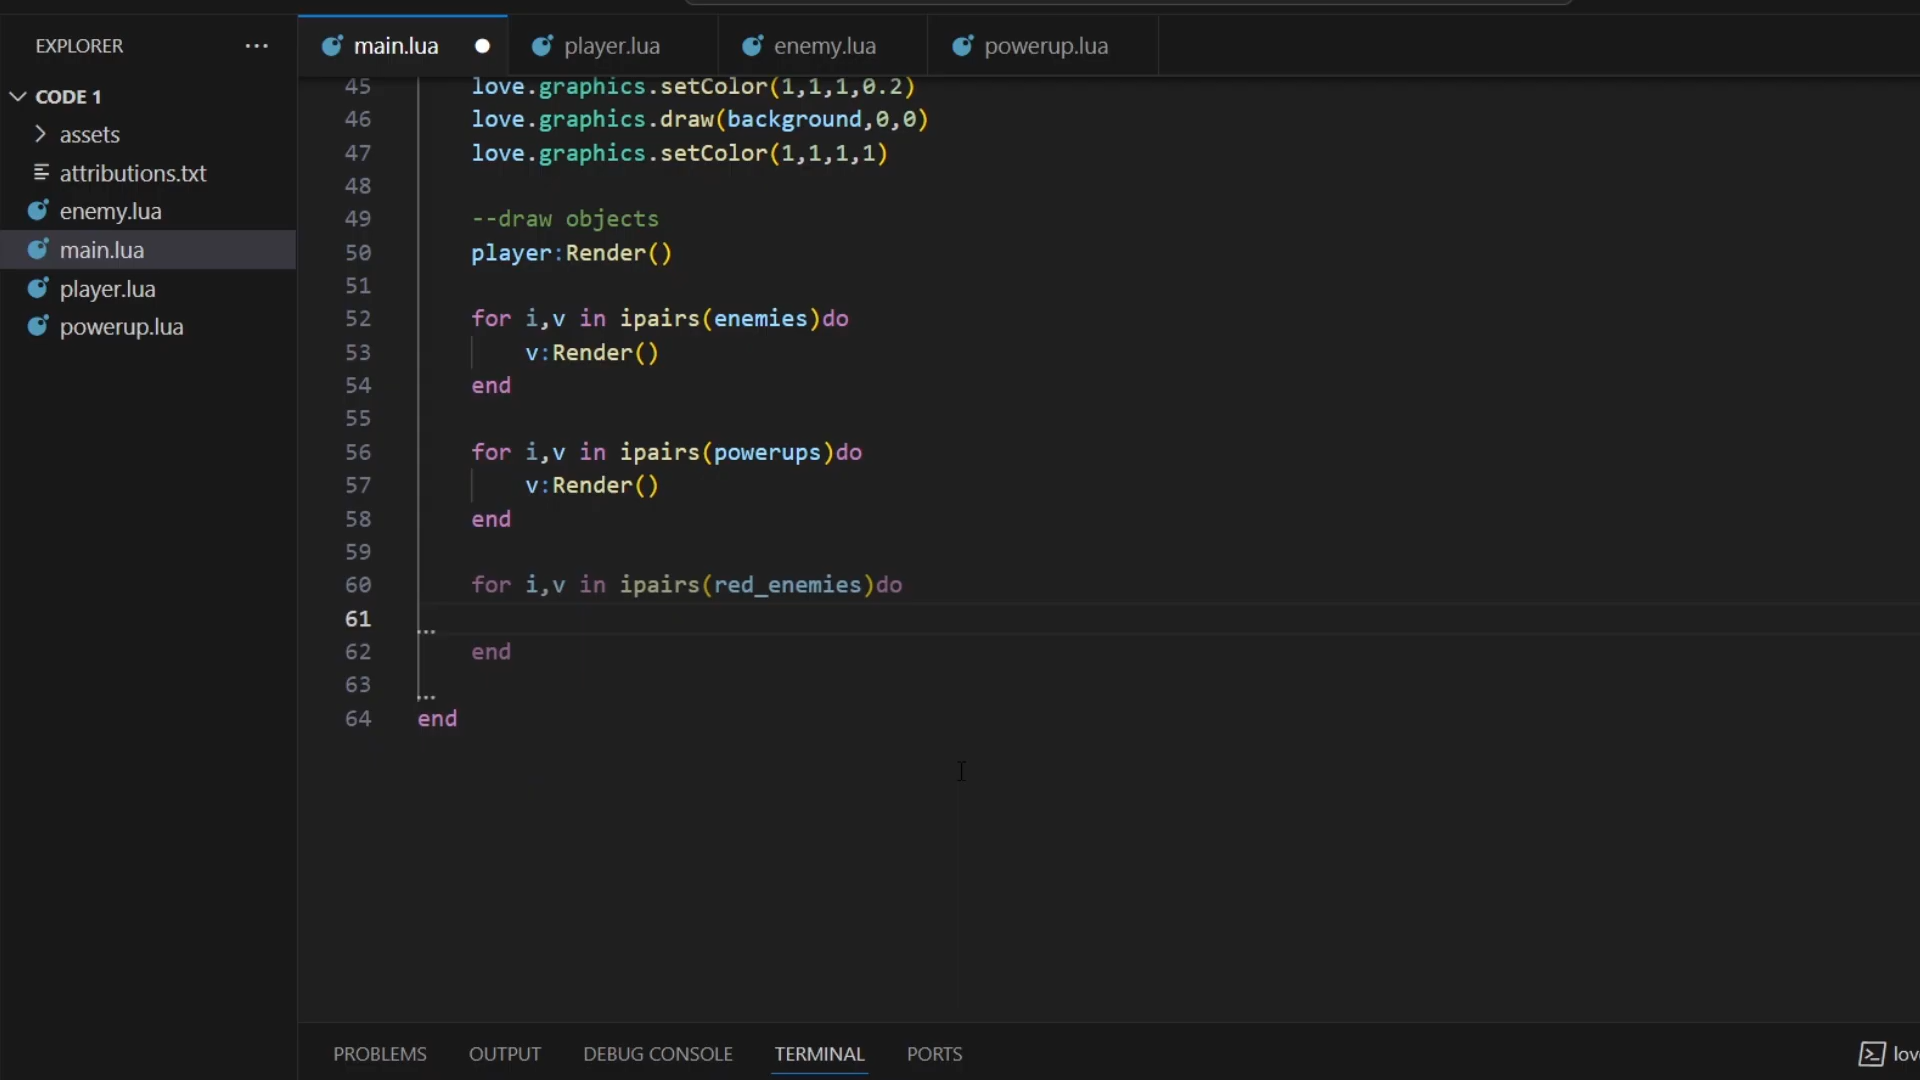 EXPLORER ...
main.lua
player.lua
enemy.lua
powerup.lua
CODE 1
assets
attributions.txt
enemy.lua
main.lua
player.lua
powerup.lua
45 love.graphics.setColor(1,1,1,0.2)
46 love.graphics.draw(background,0,0)
47 love.graphics.setColor(1,1,1,1)
48
49 --draw objects
50 player:Render()
51
52 for i,v in ipairs(enemies)do
53 v:Render()
54 end
55
56 for i,v in ipairs(powerups)do
57 v:Render()
58 end
59
60 for i,v in ipairs(red_enemies)do
61 ...
62 end
63 ...
64 end
PROBLEMS OUTPUT DEBUG CONSOLE TERMINAL PORTS